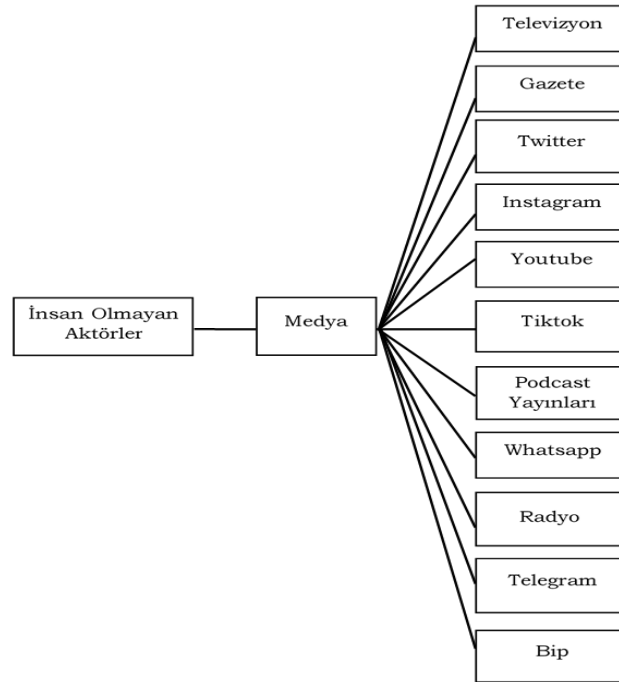 Televizyon
Gazete
Twitter
Instagram
Youtube
İnsan Olmayan
Aktörler
Medya
Tiktok
Podcast
Yayınları
Whatsapp
Radyo
Telegram
Bip